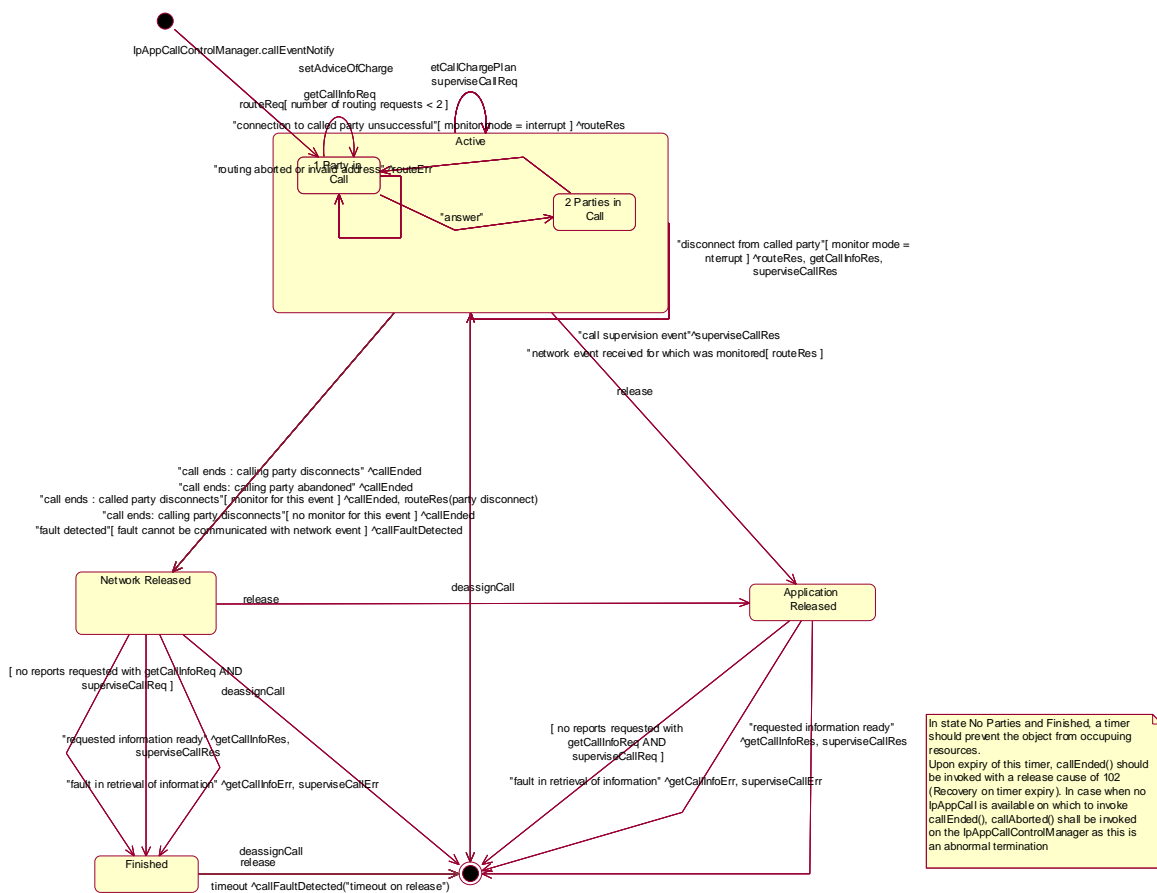 IpAppCallControlManager.callEventNotify
setAdviceOfCharge
etCallChargePlan
superviseCallReq
getCallInfoReq
routeReq[ number of routing requests < 2 ]
"connection to called party unsuccessful"[ monitor mode = interrupt ] ^routeRes
Active
"routing aborted or invalid address" ^routeErr
1 Party in
Call
2 Parties in
Call
"answer"
"disconnect from called party"[ monitor mode =
nterrupt ] ^routeRes, getCallInfoRes,
superviseCallRes
"call supervision event"^superviseCallRes
"network event received for which was monitored[ routeRes ]
release
"call ends : calling party disconnects" ^callEnded
"call ends: calling party abandoned" ^callEnded
"call ends : called party disconnects"[ monitor for this event ] ^callEnded, routeRes(party disconnect)
"call ends: calling party disconnects"[ no monitor for this event ] ^callEnded
"fault detected"[ fault cannot be communicated with network event ] ^callFaultDetected
Network Released
deassignCall
release
Application
Released
[ no reports requested with getCallInfoReq AND
superviseCallReq ]
deassignCall
"requested information ready" ^getCallInfoRes,
superviseCallRes
"fault in retrieval of information" ^getCallInfoErr, superviseCallErr
[ no reports requested with
getCallInfoReq AND
superviseCallReq ]
"requested information ready"
^getCallInfoRes, superviseCallRes
"fault in retrieval of information" ^getCallInfoErr, superviseCallErr
In state No Parties and Finished, a timer
should prevent the object from occupuing
resources.
Upon expiry of this timer, callEnded() should
be invoked with a release cause of 102
(Recovery on timer expiry). In case when no
IpAppCall is available on which to invoke
callEnded(), callAborted() shall be invoked
on the IpAppCallControlManager as this is
an abnormal termination
Finished
deassignCall
release
timeout ^callFaultDetected("timeout on release")